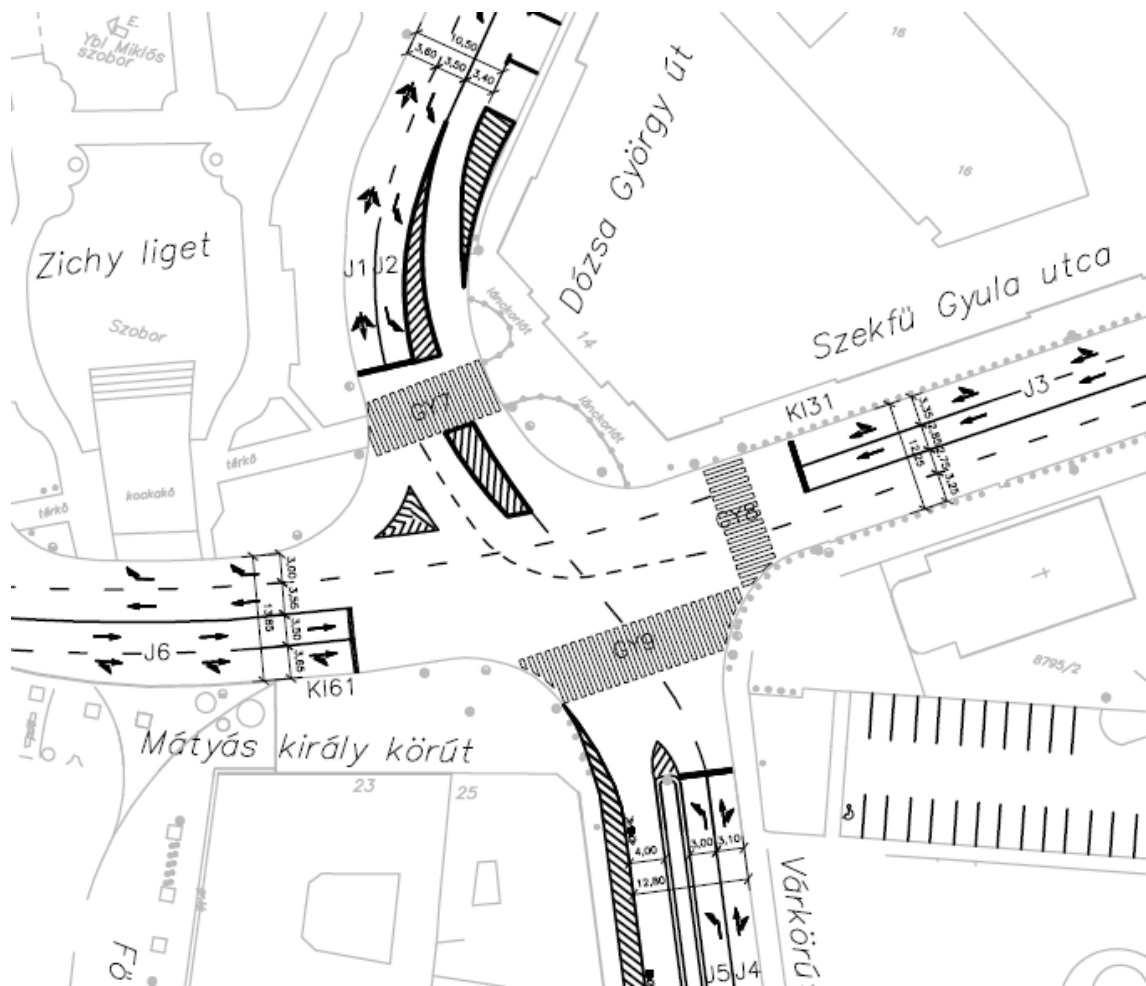 É.
Ybl Miklós
szobor
16
10,50
3,60
3,50
3,40
Dózsa György út
16
Zichy liget
J1
J2
lánckorlát
Szobor
14
Szekfű Gyula utca
GY7
lánckorlát
KI31
J3
3,35
2,80
2,75
3,25
12,25
térkő
kockakő
térkő
GY8
3,00
3,55
3,50
3,65
13,85
J6
KI61
GY9
8795/2
Mátyás király körút
23
25
4,00
3,00
3,10
12,80
Várkörú
Fő
J5
J4